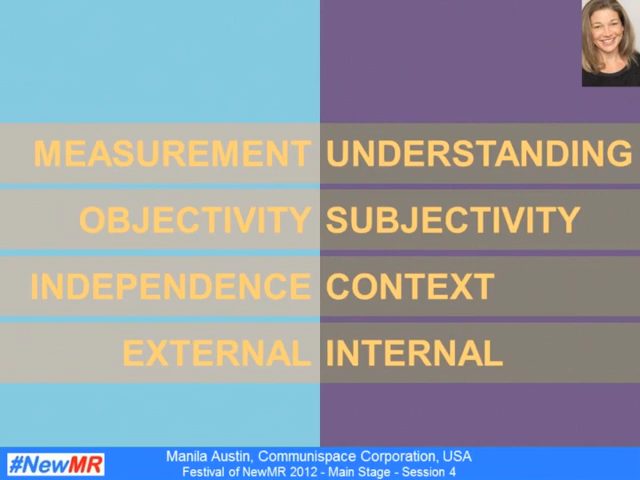 MEASUREMENT UNDERSTANDING
OBJECTIVITY SUBJECTIVITY
INDEPENDENCE CONTEXT
EXTERNAL INTERNAL
#NewMR
Manila Austin, Communispace Corporation, USA
Festival of NewMR 2012 - Main Stage - Session 4